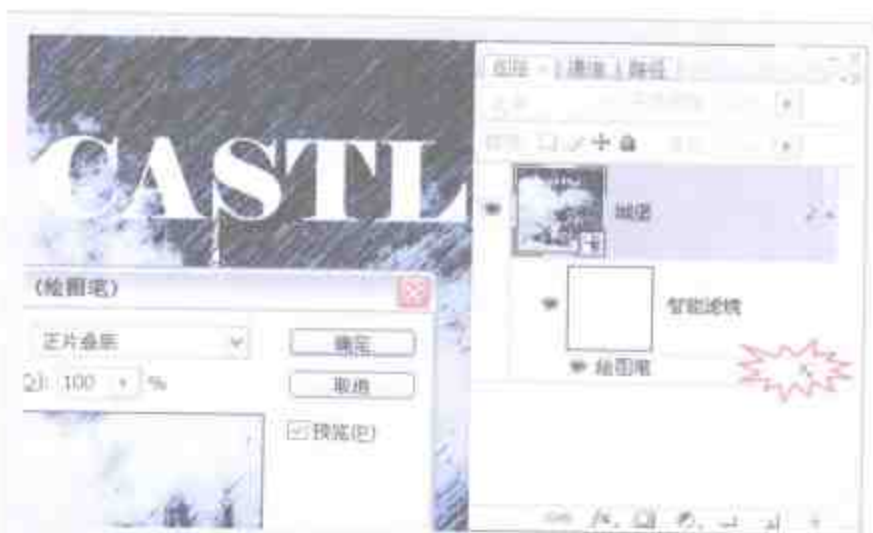 CASTL
图层 通道 路径
城堡
(绘图笔)
智能滤镜
正片叠底
确定
绘图笔
100 %
取消
预览(P)